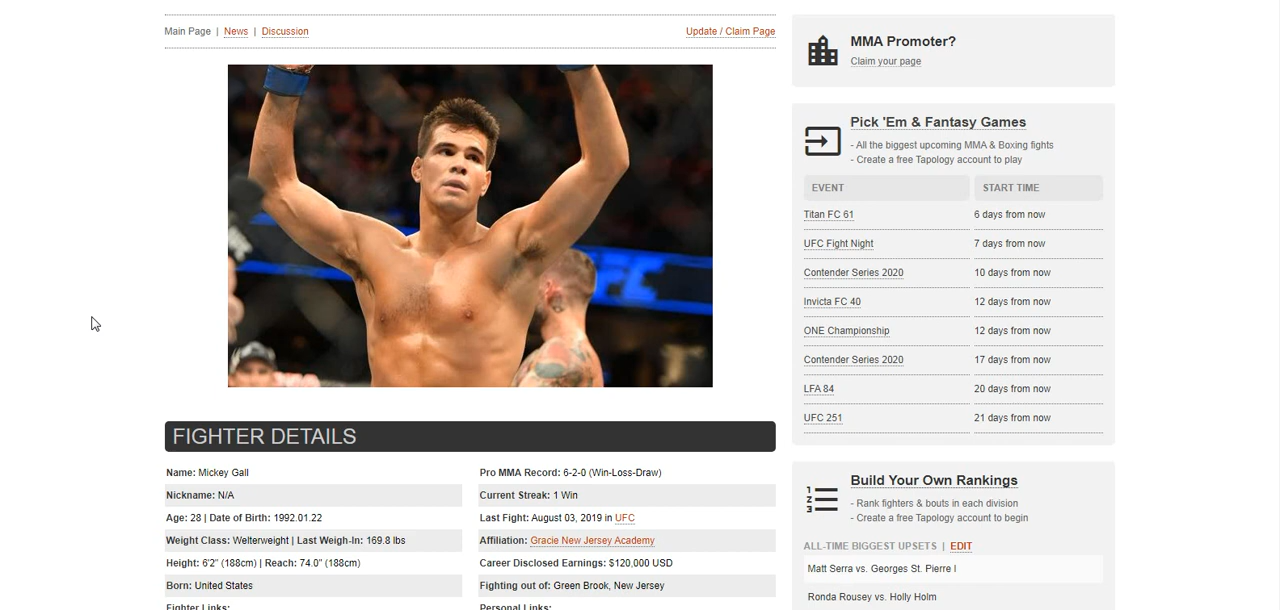 Main Page | News | Discussion
Update / Claim Page
FIGHTER DETAILS
Name: Mickey Gall
Pro MMA Record: 6-2-0 (Win-Loss-Draw)
Nickname: N/A
Current Streak: 1 Win
Age: 28 | Date of Birth: 1992.01.22
Last Fight: August 03, 2019 in UFC
Weight Class: Welterweight | Last Weigh-In: 169.8 lbs
Affiliation: Gracie New Jersey Academy
Height: 6'2" (188cm) | Reach: 74.0" (188cm)
Career Disclosed Earnings: $120,000 USD
Born: United States
Fighting out of: Green Brook, New Jersey
Fighter Links:
Personal Links:
MMA Promoter?
Claim your page
Pick 'Em & Fantasy Games
- All the biggest upcoming MMA & Boxing fights
- Create a free Tapology account to play
EVENT START TIME
Titan FC 61 6 days from now
UFC Fight Night 7 days from now
Contender Series 2020 10 days from now
Invicta FC 40 12 days from now
ONE Championship 12 days from now
Contender Series 2020 17 days from now
LFA 84 20 days from now
UFC 251 21 days from now
Build Your Own Rankings
- Rank fighters & bouts in each division
- Create a free Tapology account to begin
ALL-TIME BIGGEST UPSETS | EDIT
Matt Serra vs. Georges St. Pierre I
Ronda Rousey vs. Holly Holm